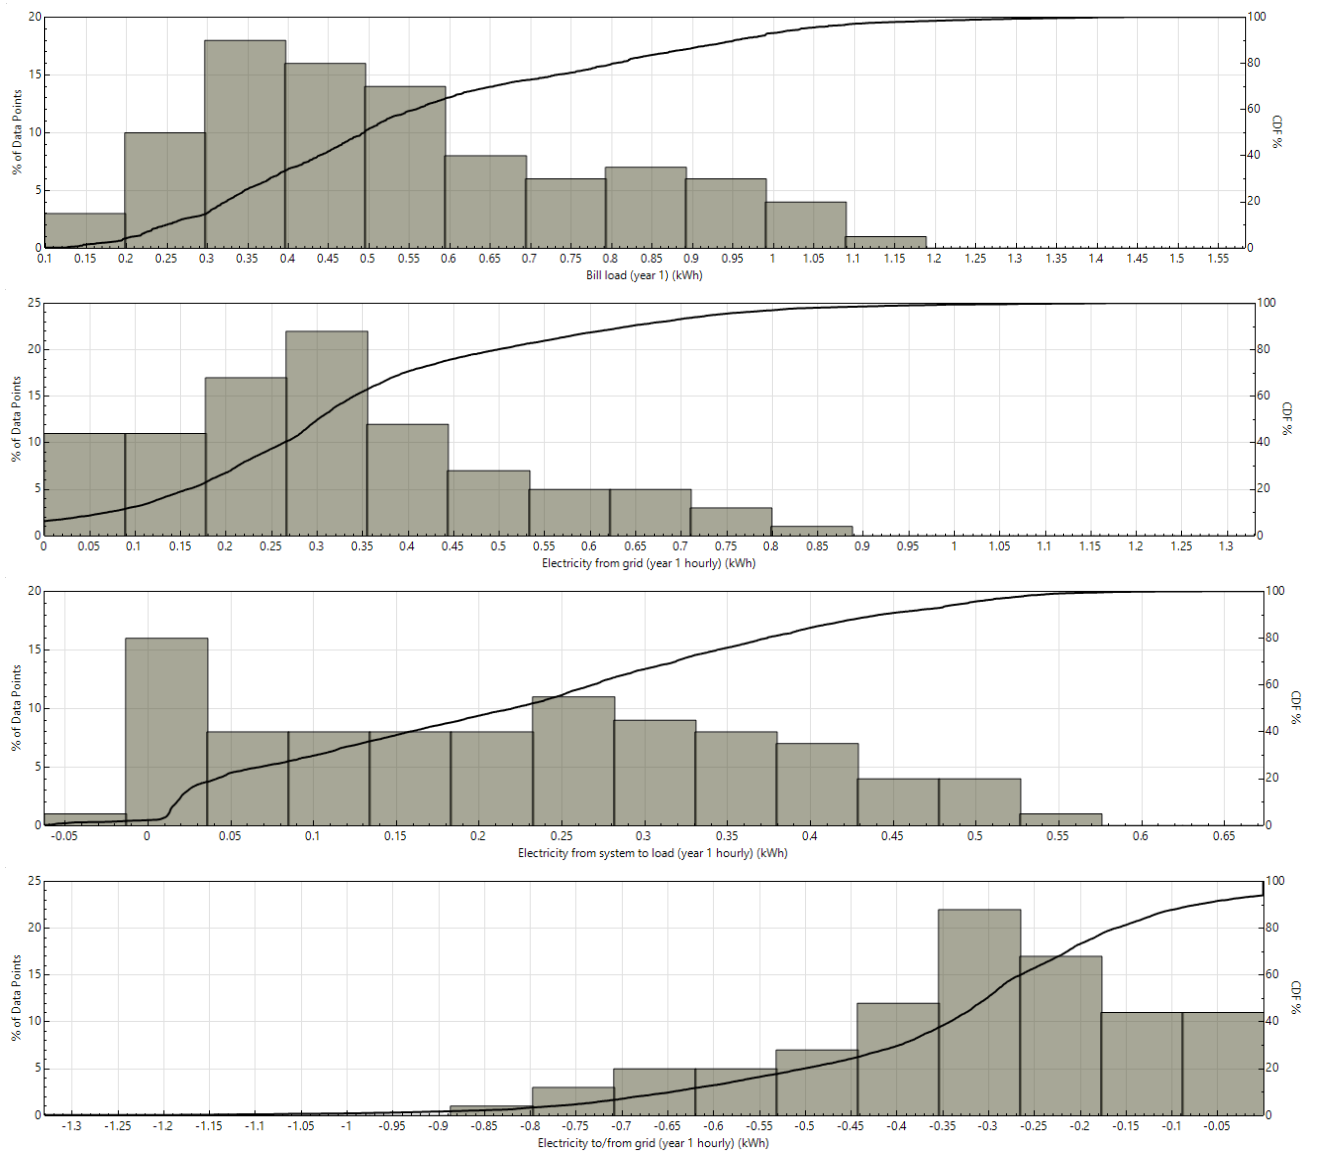 20
15
10
5
0
% of Data Points
100
80
60
40
20
0
CDF %
0.1 0.15 0.2 0.25 0.3 0.35 0.4 0.45 0.5 0.55 0.6 0.65 0.7 0.75 0.8 0.85 0.9 0.95 1 1.05 1.1 1.15 1.2 1.25 1.3 1.35 1.4 1.45 1.5 1.55
Bill load (year 1) (kWh)
25
20
15
10
5
0
% of Data Points
100
80
60
40
20
0
CDF %
0 0.05 0.1 0.15 0.2 0.25 0.3 0.35 0.4 0.45 0.5 0.55 0.6 0.65 0.7 0.75 0.8 0.85 0.9 0.95 1 1.05 1.1 1.15 1.2 1.25 1.3
Electricity from grid (year 1 hourly) (kWh)
20
15
10
5
0
% of Data Points
100
80
60
40
20
0
CDF %
-0.05 0 0.05 0.1 0.15 0.2 0.25 0.3 0.35 0.4 0.45 0.5 0.55 0.6 0.65
Electricity from system to load (year 1 hourly) (kWh)
25
20
15
10
5
0
% of Data Points
100
80
60
40
20
0
CDF %
-1.3 -1.25 -1.2 -1.15 -1.1 -1.05 -1 -0.95 -0.9 -0.85 -0.8 -0.75 -0.7 -0.65 -0.6 -0.55 -0.5 -0.45 -0.4 -0.35 -0.3 -0.25 -0.2 -0.15 -0.1 -0.05
Electricity to/from grid (year 1 hourly) (kWh)